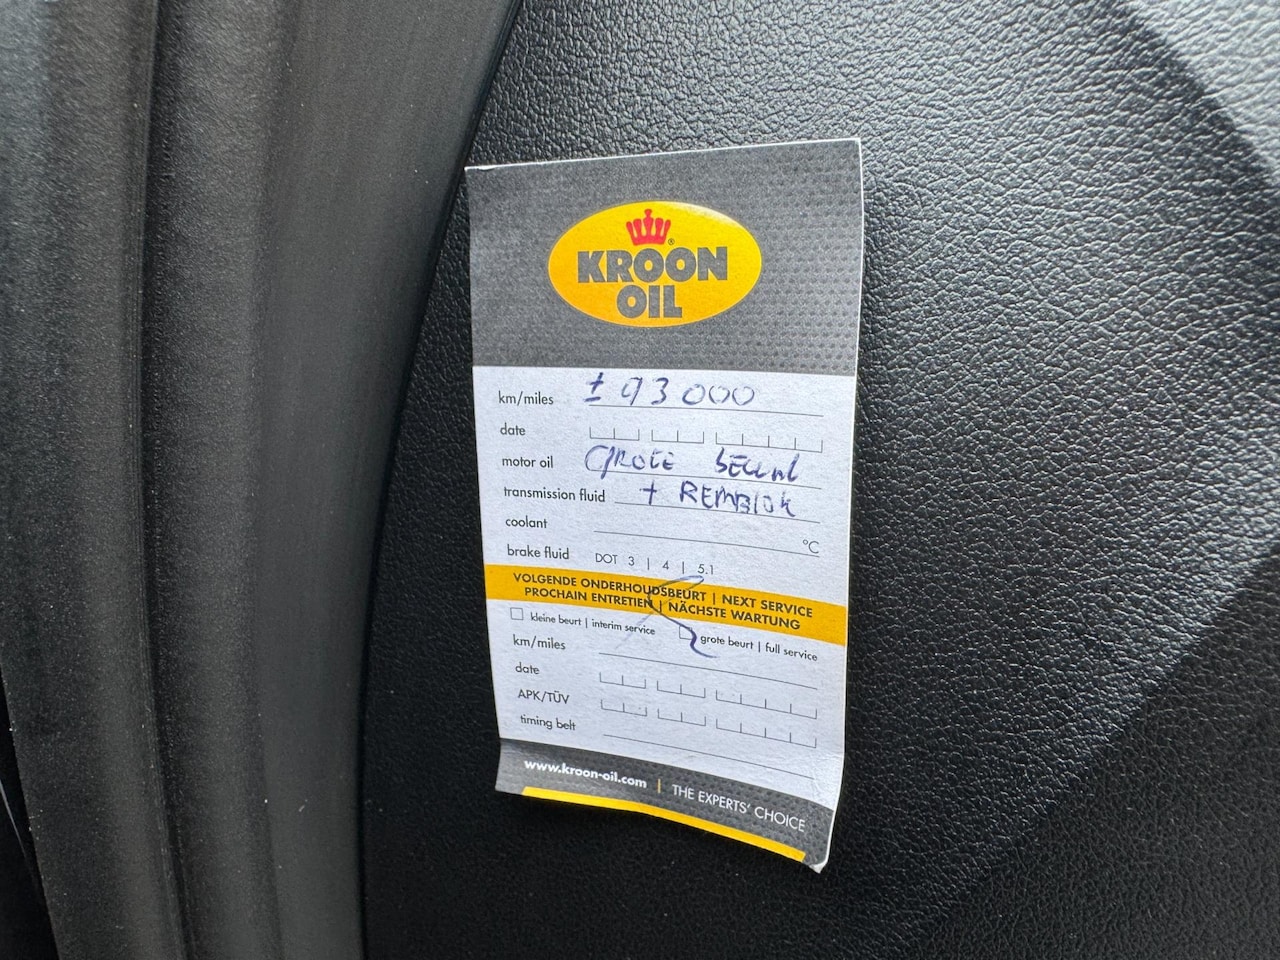 KROON
OIL
km/miles ± 93 000
date
motor oil GROTE BEURT
transmission fluid + REMBLOK
coolant °C
brake fluid DOT 3 | 4 | 5.1
VOLGENDE ONDERHOUDSBEURT | NEXT SERVICE
PROCHAIN ENTRETIEN | NÄCHSTE WARTUNG
kleine beurt | interim service grote beurt | full service
km/miles
date
APK/TÜV
timing belt
www.kroon-oil.com | THE EXPERTS' CHOICE